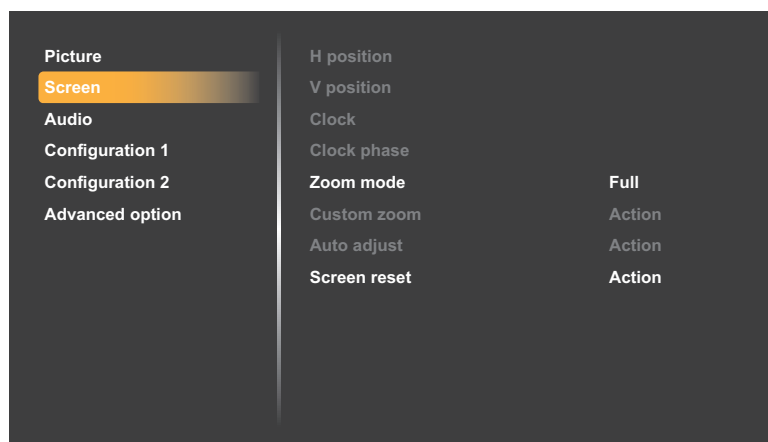 Picture
Screen
Audio
Configuration 1
Configuration 2
Advanced option
H position
V position
Clock
Clock phase
Zoom mode Full
Custom zoom Action
Auto adjust Action
Screen reset Action